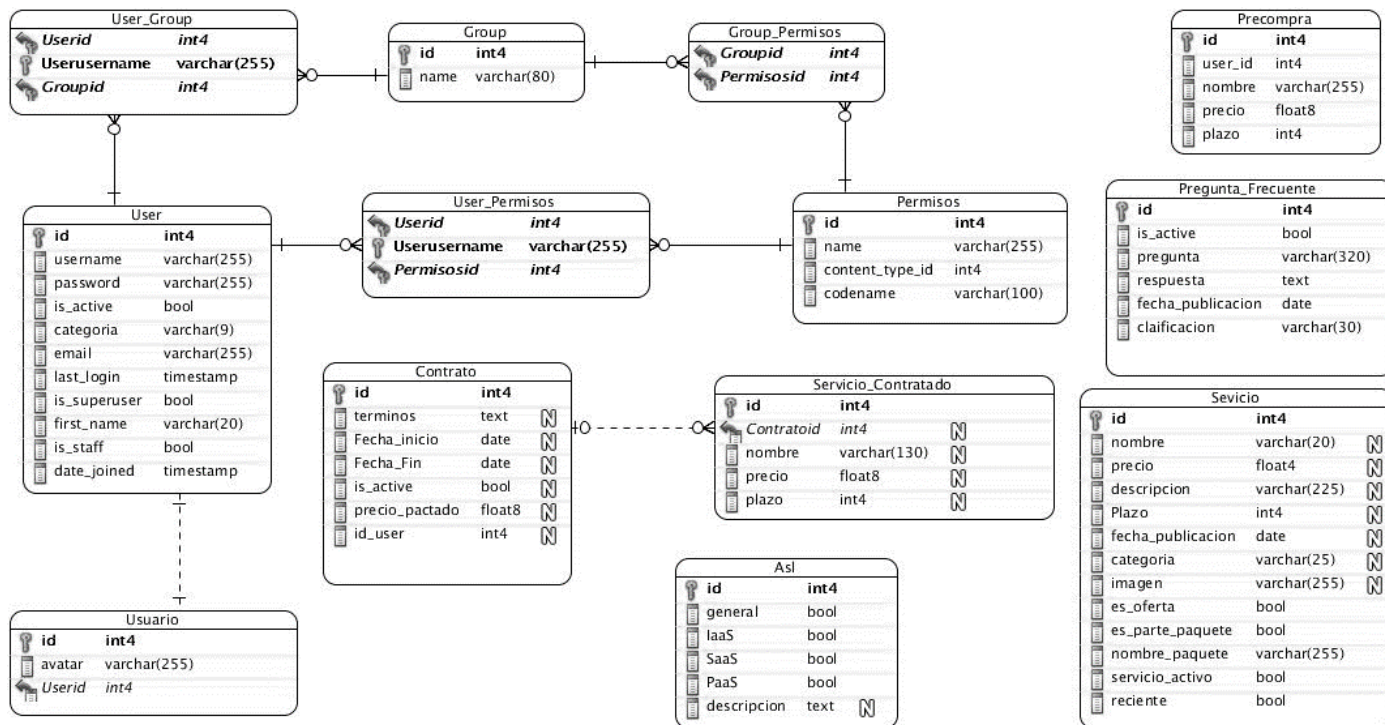 User_Group
Userid int4
Userusername varchar(255)
Groupid int4
Group
id int4
name varchar(80)
Group_Permisos
Groupid int4
Permisosid int4
Precompra
id int4
user_id int4
nombre varchar(255)
precio float8
plazo int4
User
id int4
username varchar(255)
password varchar(255)
is_active bool
categoria varchar(9)
email varchar(255)
last_login timestamp
is_superuser bool
first_name varchar(20)
is_staff bool
date_joined timestamp
User_Permisos
Userid int4
Userusername varchar(255)
Permisosid int4
Permisos
id int4
name varchar(255)
content_type_id int4
codename varchar(100)
Pregunta_Frecuente
id int4
is_active bool
pregunta varchar(320)
respuesta text
fecha_publicacion date
claificacion varchar(30)
Contrato
id int4
terminos text N
Fecha_inicio date N
Fecha_Fin date N
is_active bool N
precio_pactado float8 N
id_user int4 N
Servicio_Contratado
id int4
Contratoid int4 N
nombre varchar(130) N
precio float8 N
plazo int4 N
Sevicio
id int4
nombre varchar(20) N
precio float4 N
descripcion varchar(225) N
Plazo int4 N
fecha_publicacion date N
categoria varchar(25) N
imagen varchar(255) N
es_oferta bool
es_parte_paquete bool
nombre_paquete varchar(255)
servicio_activo bool
reciente bool
Usuario
id int4
avatar varchar(255)
Userid int4
Asl
id int4
general bool
IaaS bool
SaaS bool
PaaS bool
descripcion text N